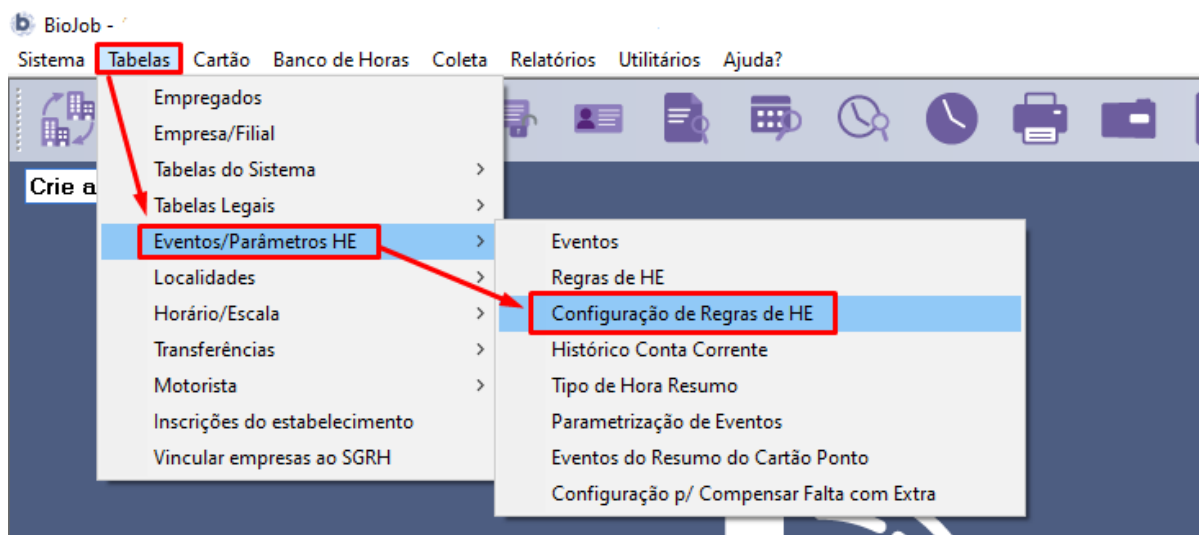 BioJob -
Sistema Tabelas Cartão Banco de Horas Coleta Relatórios Utilitários Ajuda?
Empregados
Empresa/Filial
Tabelas do Sistema
Crie a
Tabelas Legais
Eventos/Parâmetros HE
Localidades
Horário/Escala
Transferências
Motorista
Inscrições do estabelecimento
Vincular empresas ao SGRH
Eventos
Regras de HE
Configuração de Regras de HE
Histórico Conta Corrente
Tipo de Hora Resumo
Parametrização de Eventos
Eventos do Resumo do Cartão Ponto
Configuração p/ Compensar Falta com Extra